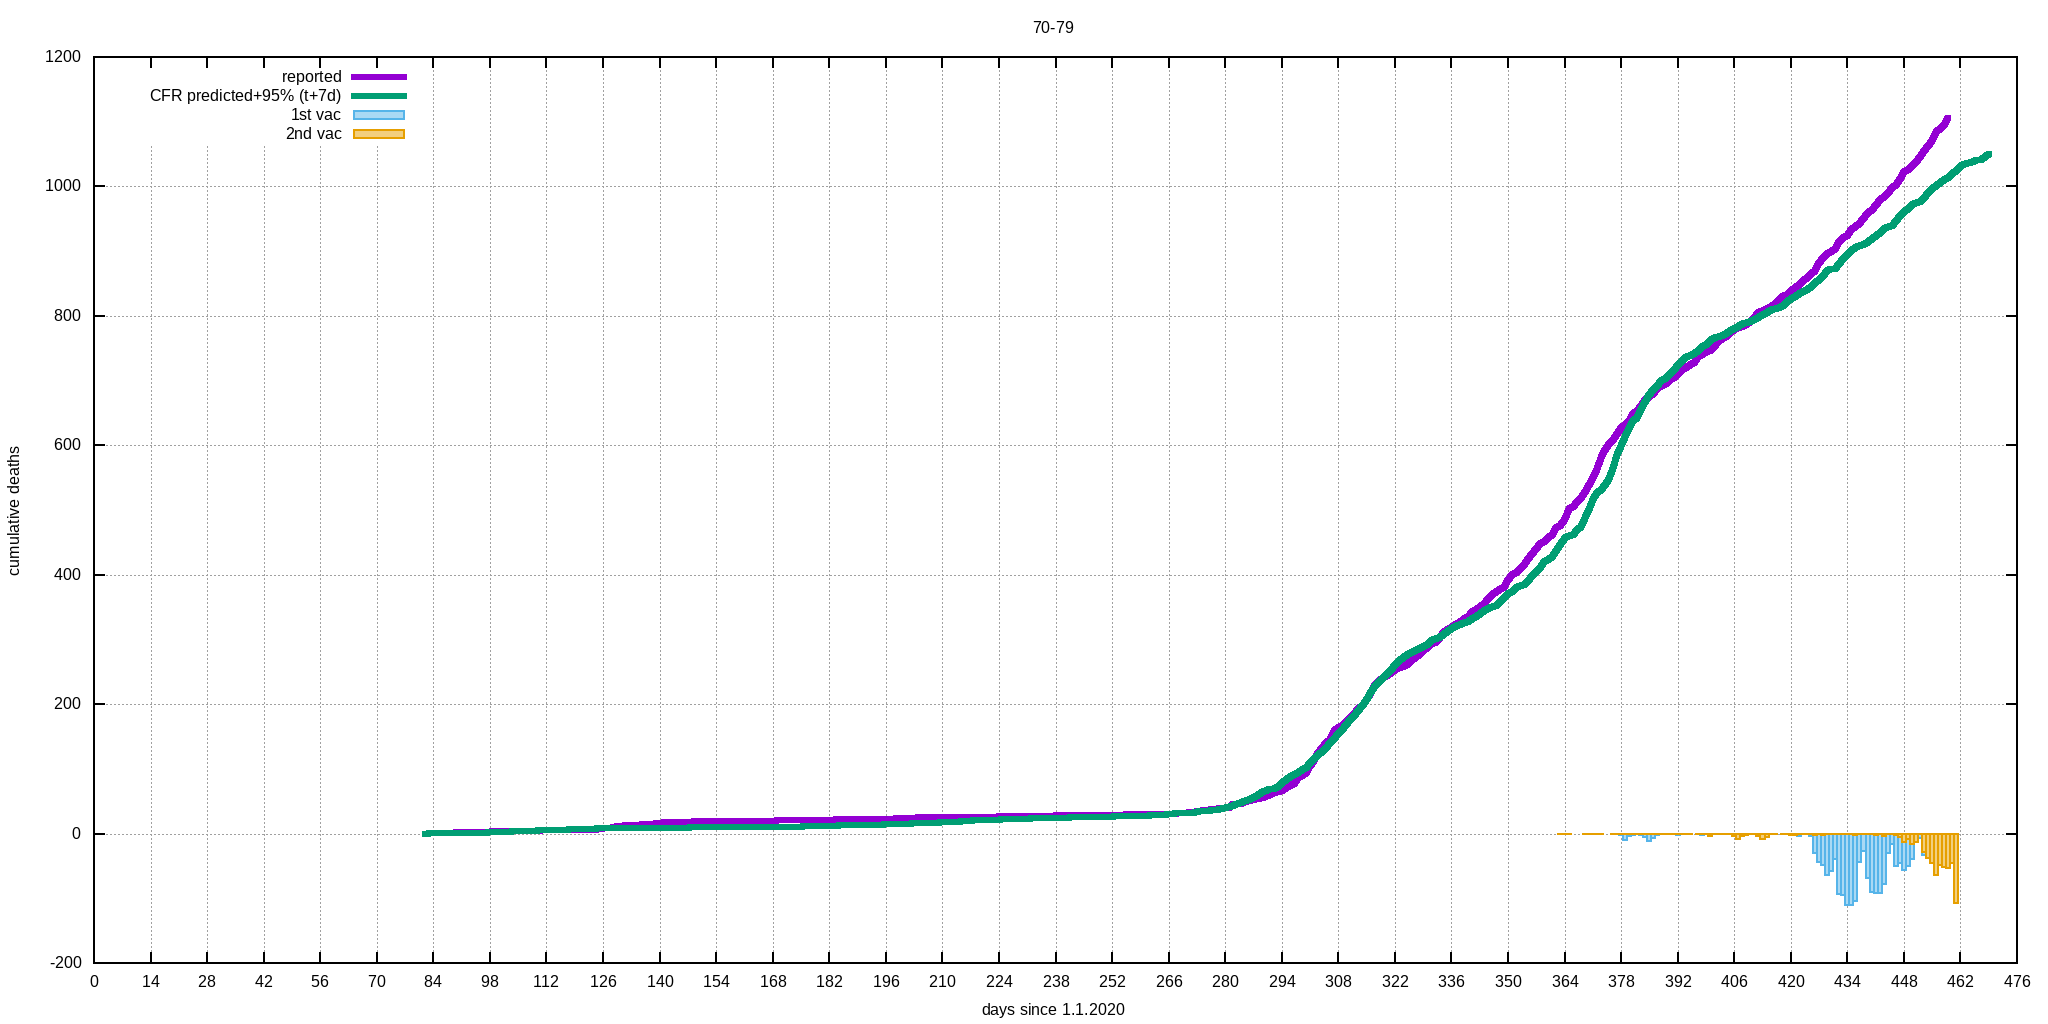 70-79
1200
1000
800
600
400
200
0
-200
cumulative deaths
reported
CFR predicted+95% (t+7d)
1st vac
2nd vac
0 14 28 42 56 70 84 98 112 126 140 154 168 182 196 210 224 238 252 266 280 294 308 322 336 350 364 378 392 406 420 434 448 462 476
days since 1.1.2020